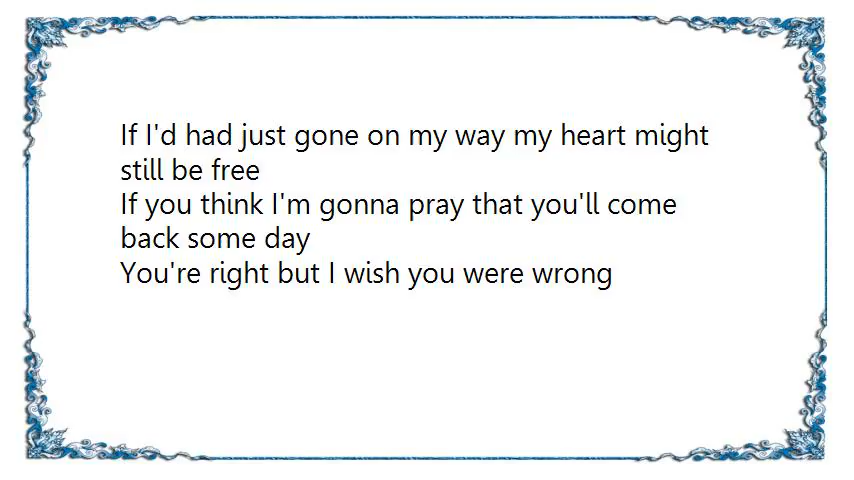 If I'd had just gone on my way my heart might
still be free
If you think I'm gonna pray that you'll come
back some day
You're right but I wish you were wrong